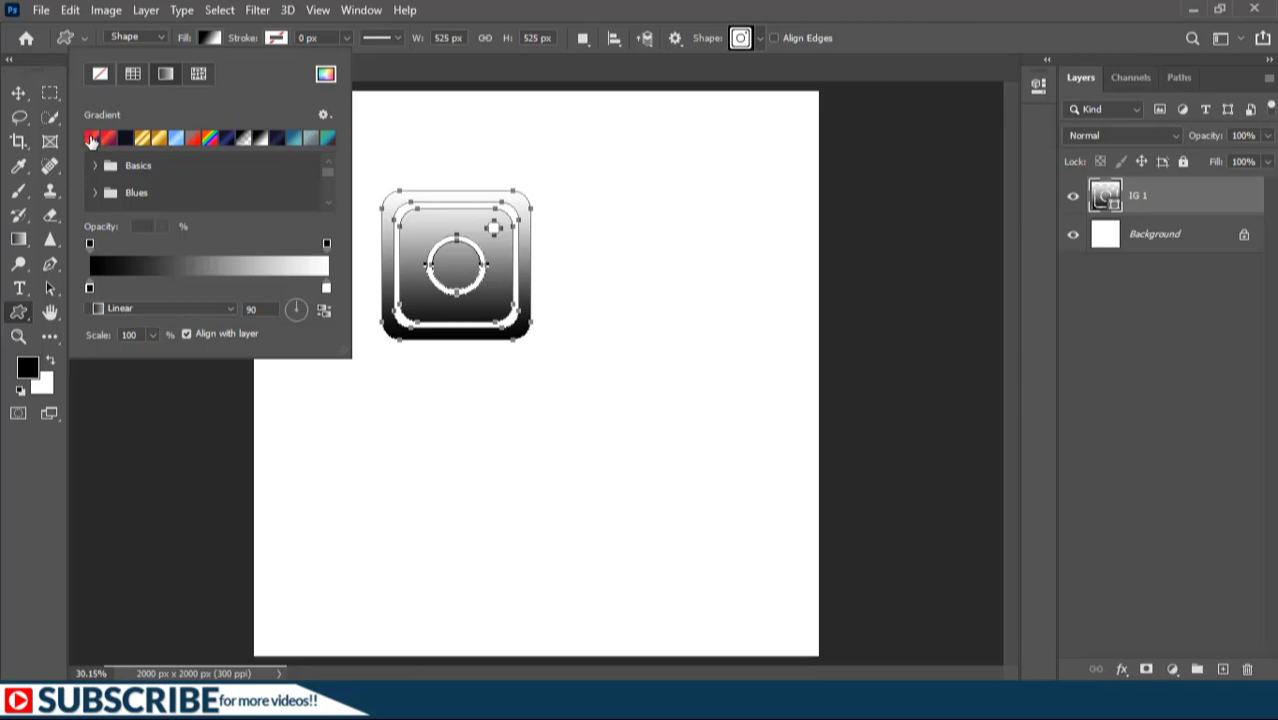 Ps File Edit Image Layer Type Select Filter 3D View Window Help
Shape Fill: Stroke: 0 px W: 525 px H: 525 px Shape: Align Edges
Gradient
Basics
Blues
Opacity: %
Linear 90
Scale: 100 % Align with layer
Layers Channels Paths
Kind
Normal Opacity: 100%
Lock: Fill: 100%
IG 1
Background
fx
30.15% 2000 px x 2000 px (300 ppi)
SUBSCRIBE for more videos!!